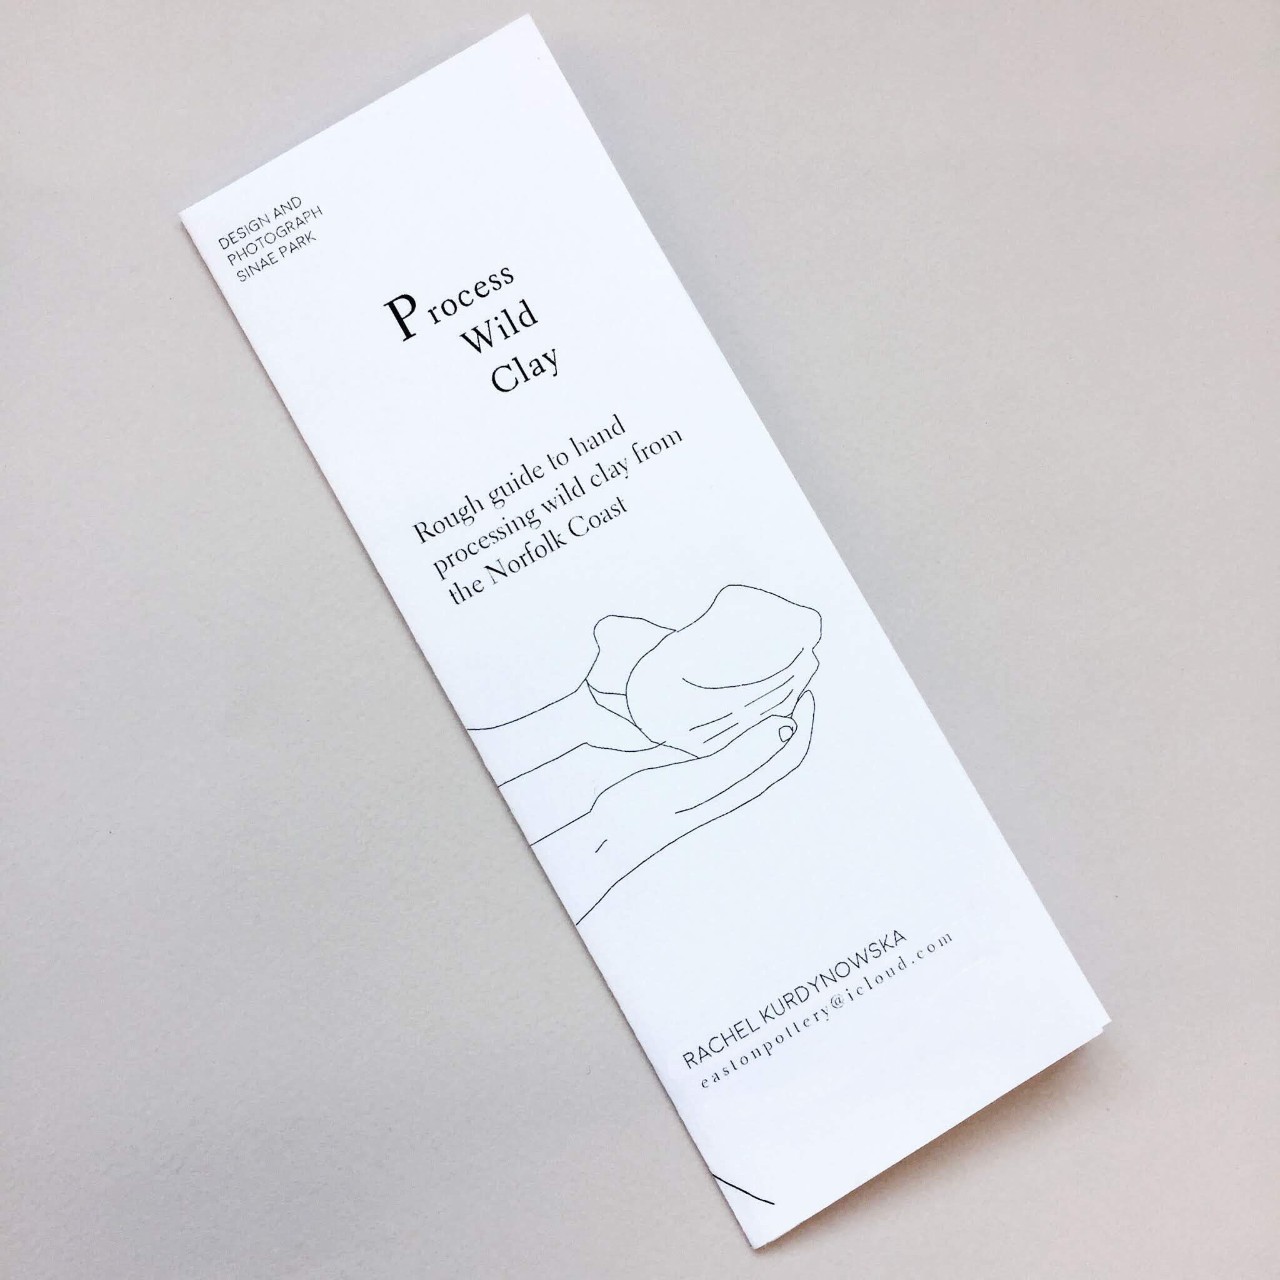 DESIGN AND
PHOTOGRAPH
SINAE PARK
Process
Wild
Clay
Rough guide to hand
processing wild clay from
the Norfolk Coast
RACHEL KURDYNOWSKA
eastonpottery@icloud.com